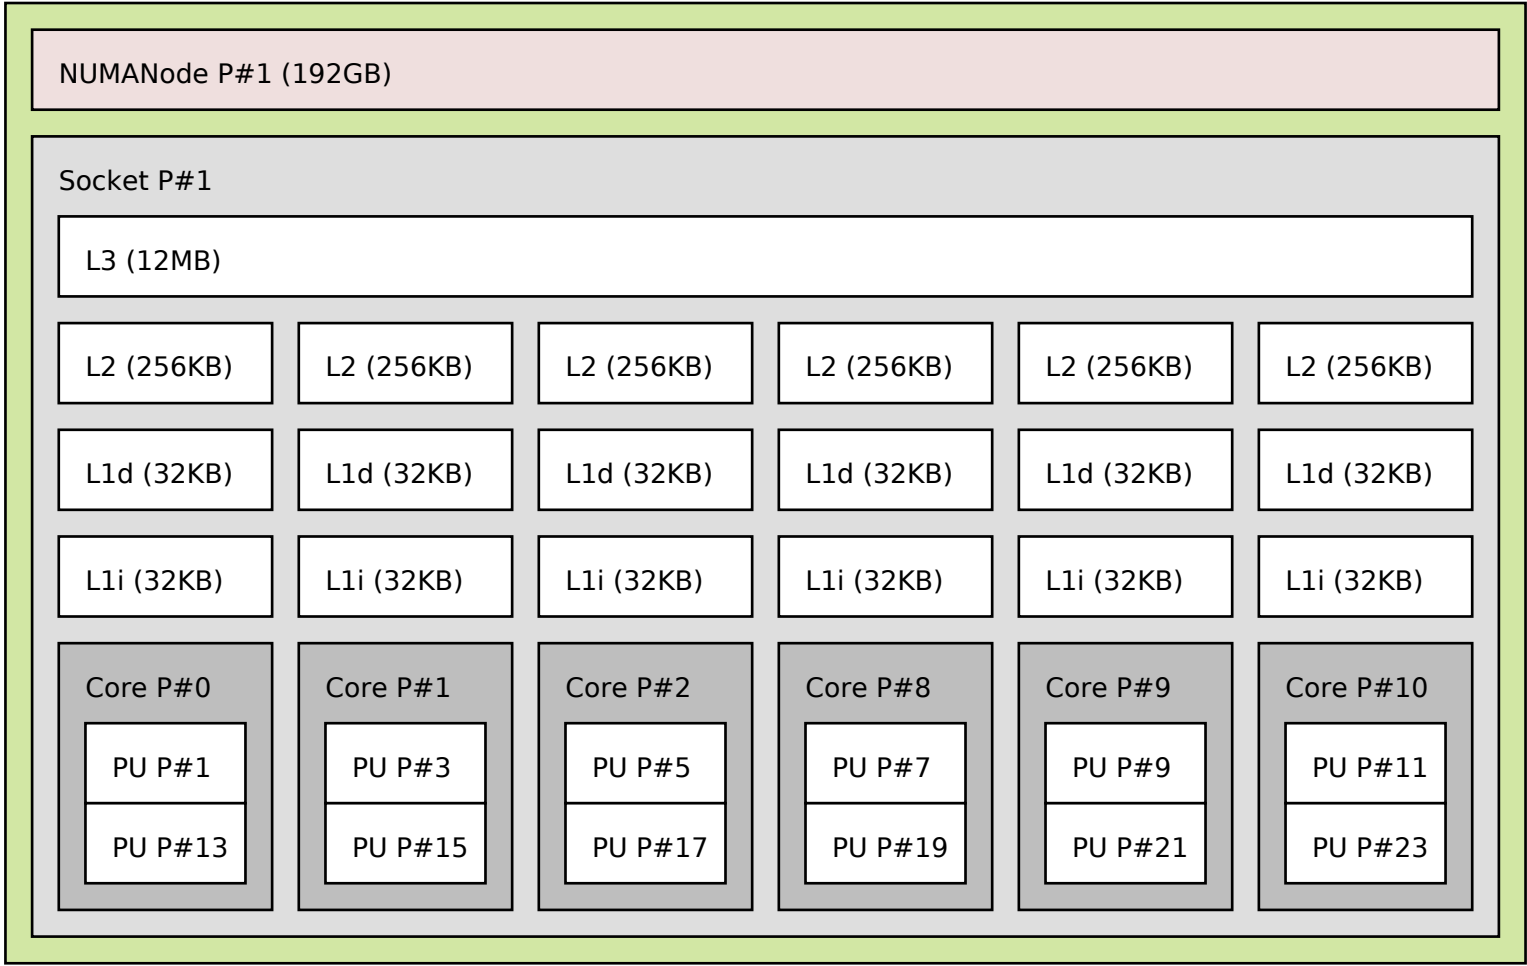 NUMANode P#1 (192GB)
Socket P#1
L3 (12MB)
L2 (256KB) L2 (256KB) L2 (256KB) L2 (256KB) L2 (256KB) L2 (256KB)
L1d (32KB) L1d (32KB) L1d (32KB) L1d (32KB) L1d (32KB) L1d (32KB)
L1i (32KB) L1i (32KB) L1i (32KB) L1i (32KB) L1i (32KB) L1i (32KB)
Core P#0 Core P#1 Core P#2 Core P#8 Core P#9 Core P#10
PU P#1 PU P#3 PU P#5 PU P#7 PU P#9 PU P#11
PU P#13 PU P#15 PU P#17 PU P#19 PU P#21 PU P#23